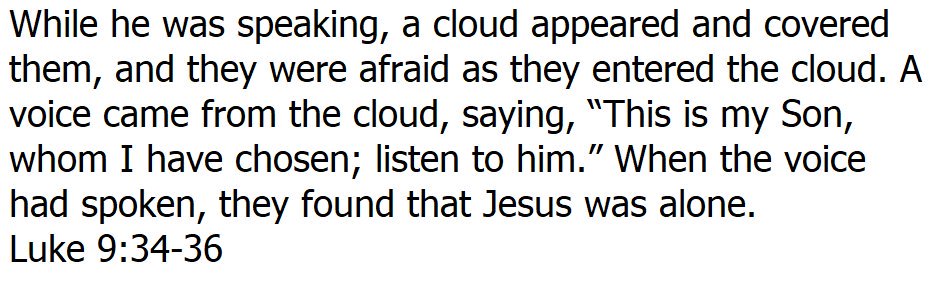 While he was speaking, a cloud appeared and covered
them, and they were afraid as they entered the cloud. A
voice came from the cloud, saying, “This is my Son,
whom I have chosen; listen to him.” When the voice
had spoken, they found that Jesus was alone.
Luke 9:34-36